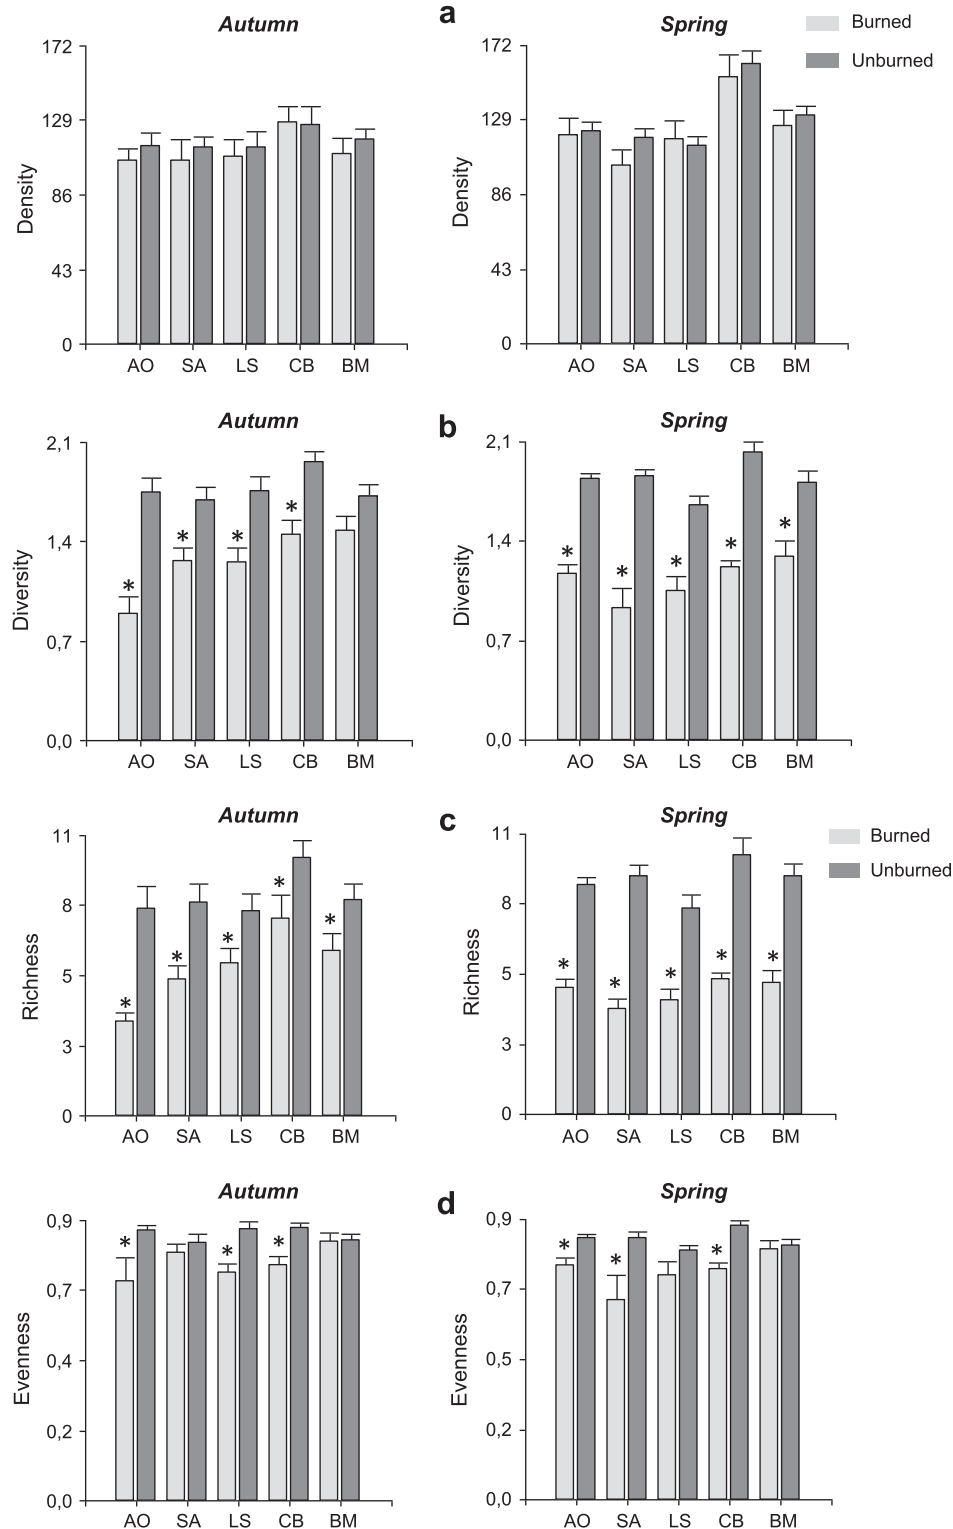 a
Autumn
Spring
Burned
Unburned
172
129
86
43
0
Density
AO SA LS CB BM
172
129
86
43
0
Density
AO SA LS CB BM
b
Autumn
Spring
2,1
1,4
0,7
0,0
Diversity
* * * *
AO SA LS CB BM
2,1
1,4
0,7
0,0
Diversity
* * * * *
AO SA LS CB BM
c
Autumn
Spring
Burned
Unburned
11
8
5
3
0
Richness
* * * * *
AO SA LS CB BM
11
8
5
3
0
Richness
* * * * *
AO SA LS CB BM
d
Autumn
Spring
0,9
0,7
0,4
0,2
0,0
Evenness
* * *
AO SA LS CB BM
0,9
0,7
0,5
0,2
0,0
Evenness
* * *
AO SA LS CB BM